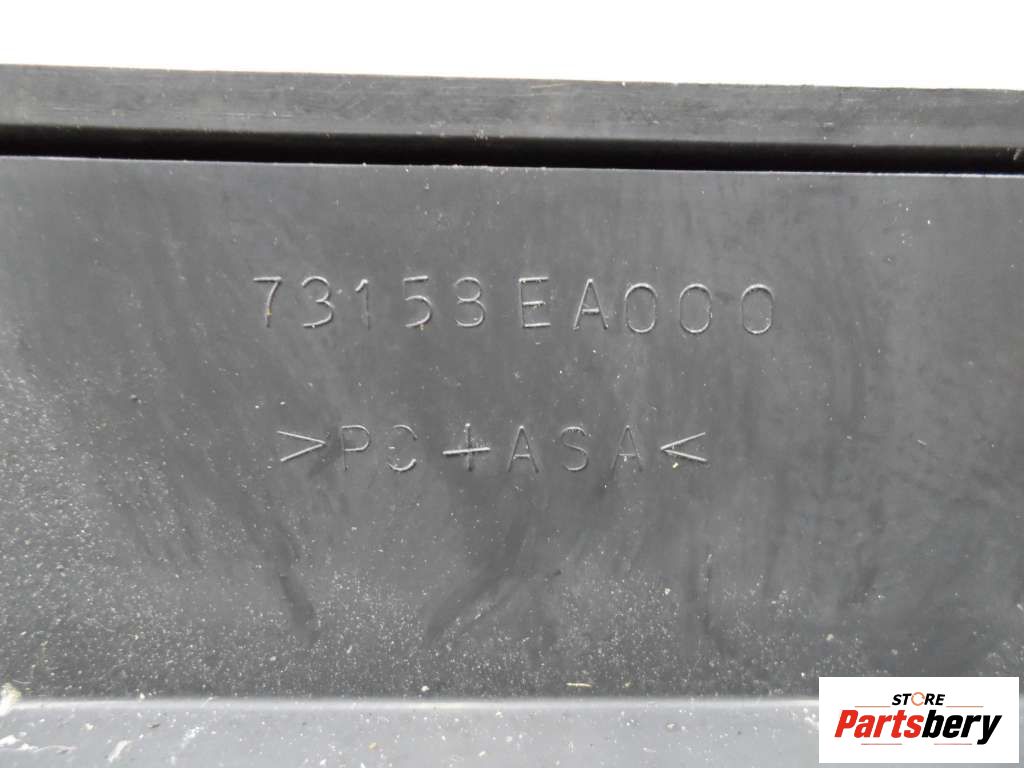 73158EA000
>PC+ASA<
STORE
Partsbery